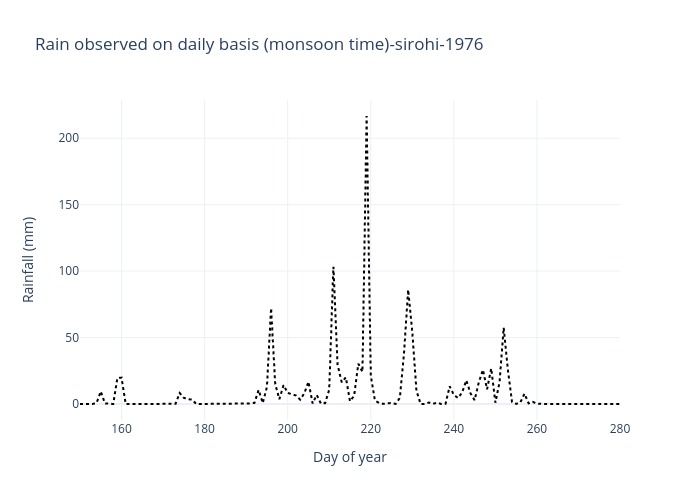 Rain observed on daily basis (monsoon time)-sirohi-1976
200
150
100
50
0
Rainfall (mm)
160 180 200 220 240 260 280
Day of year